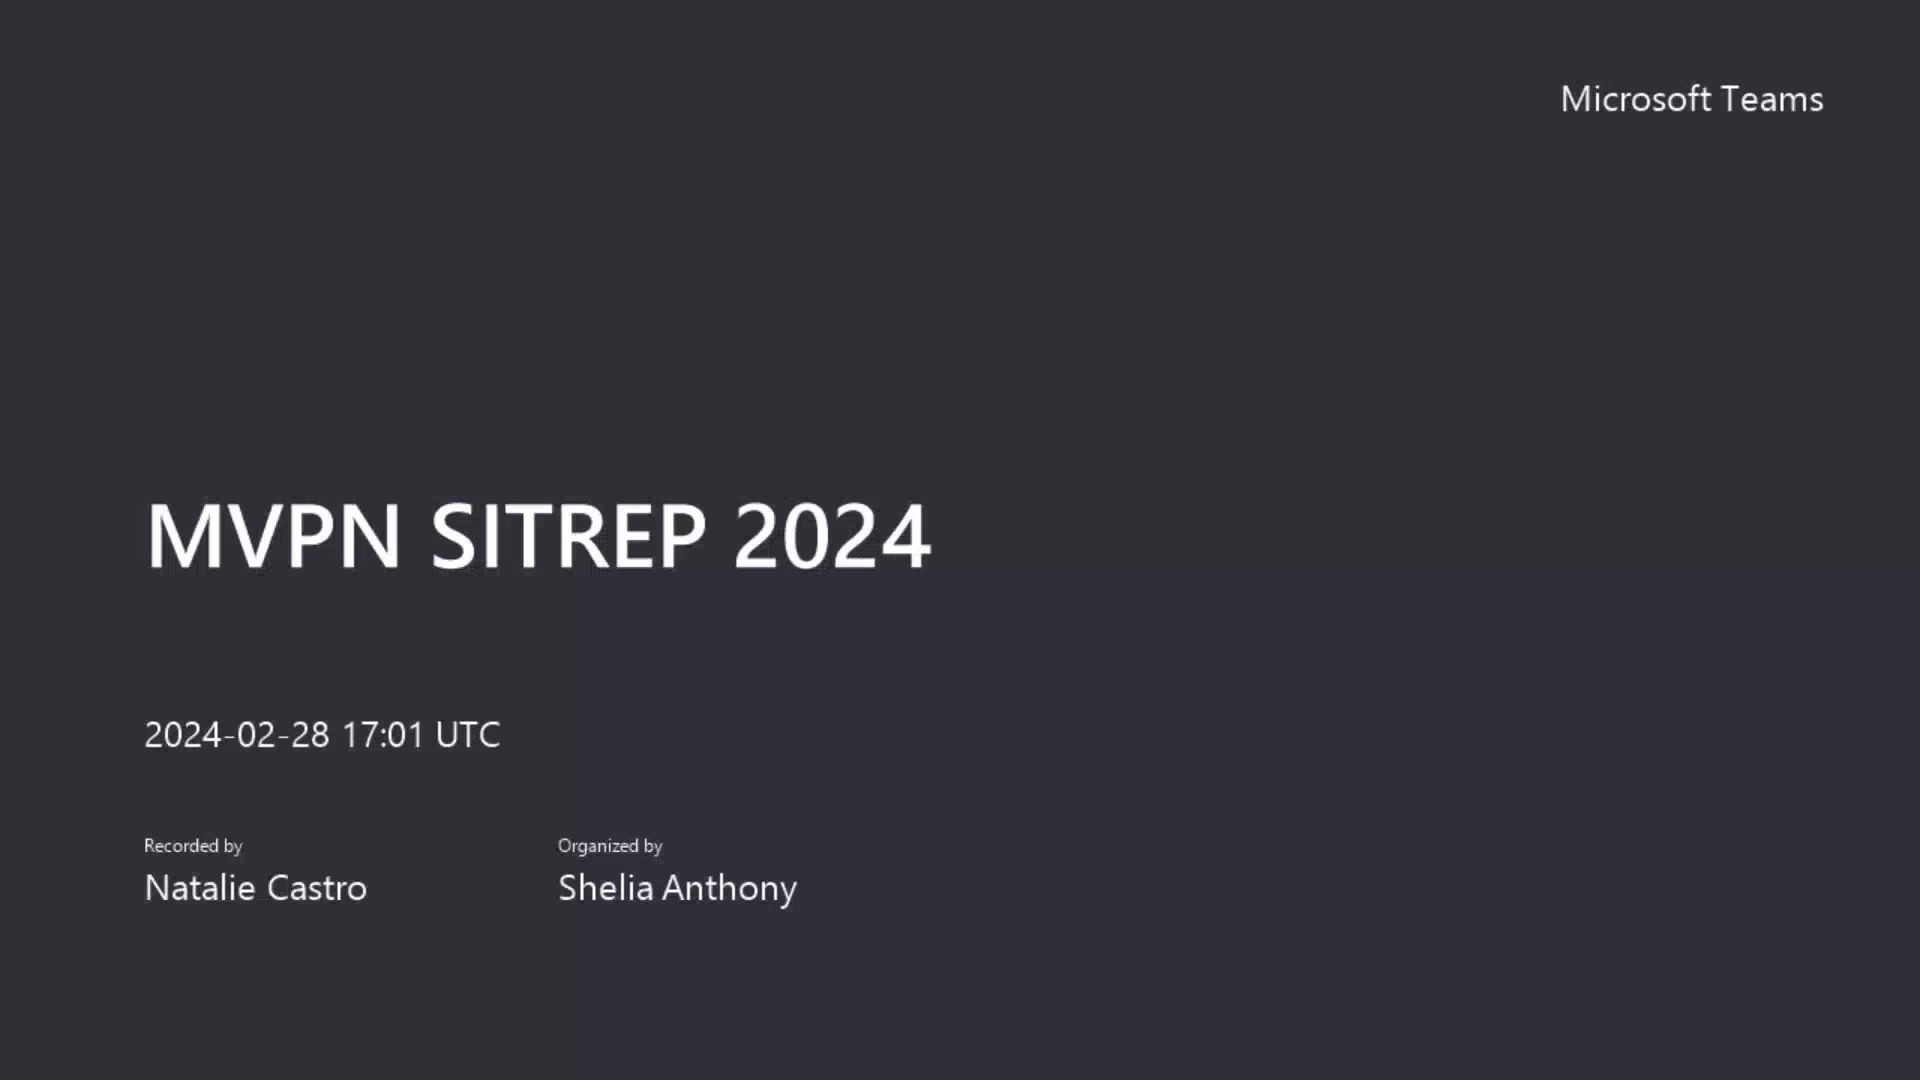 Microsoft Teams
MVPN SITREP 2024
2024-02-28 17:01 UTC
Recorded by
Natalie Castro
Organized by
Shelia Anthony